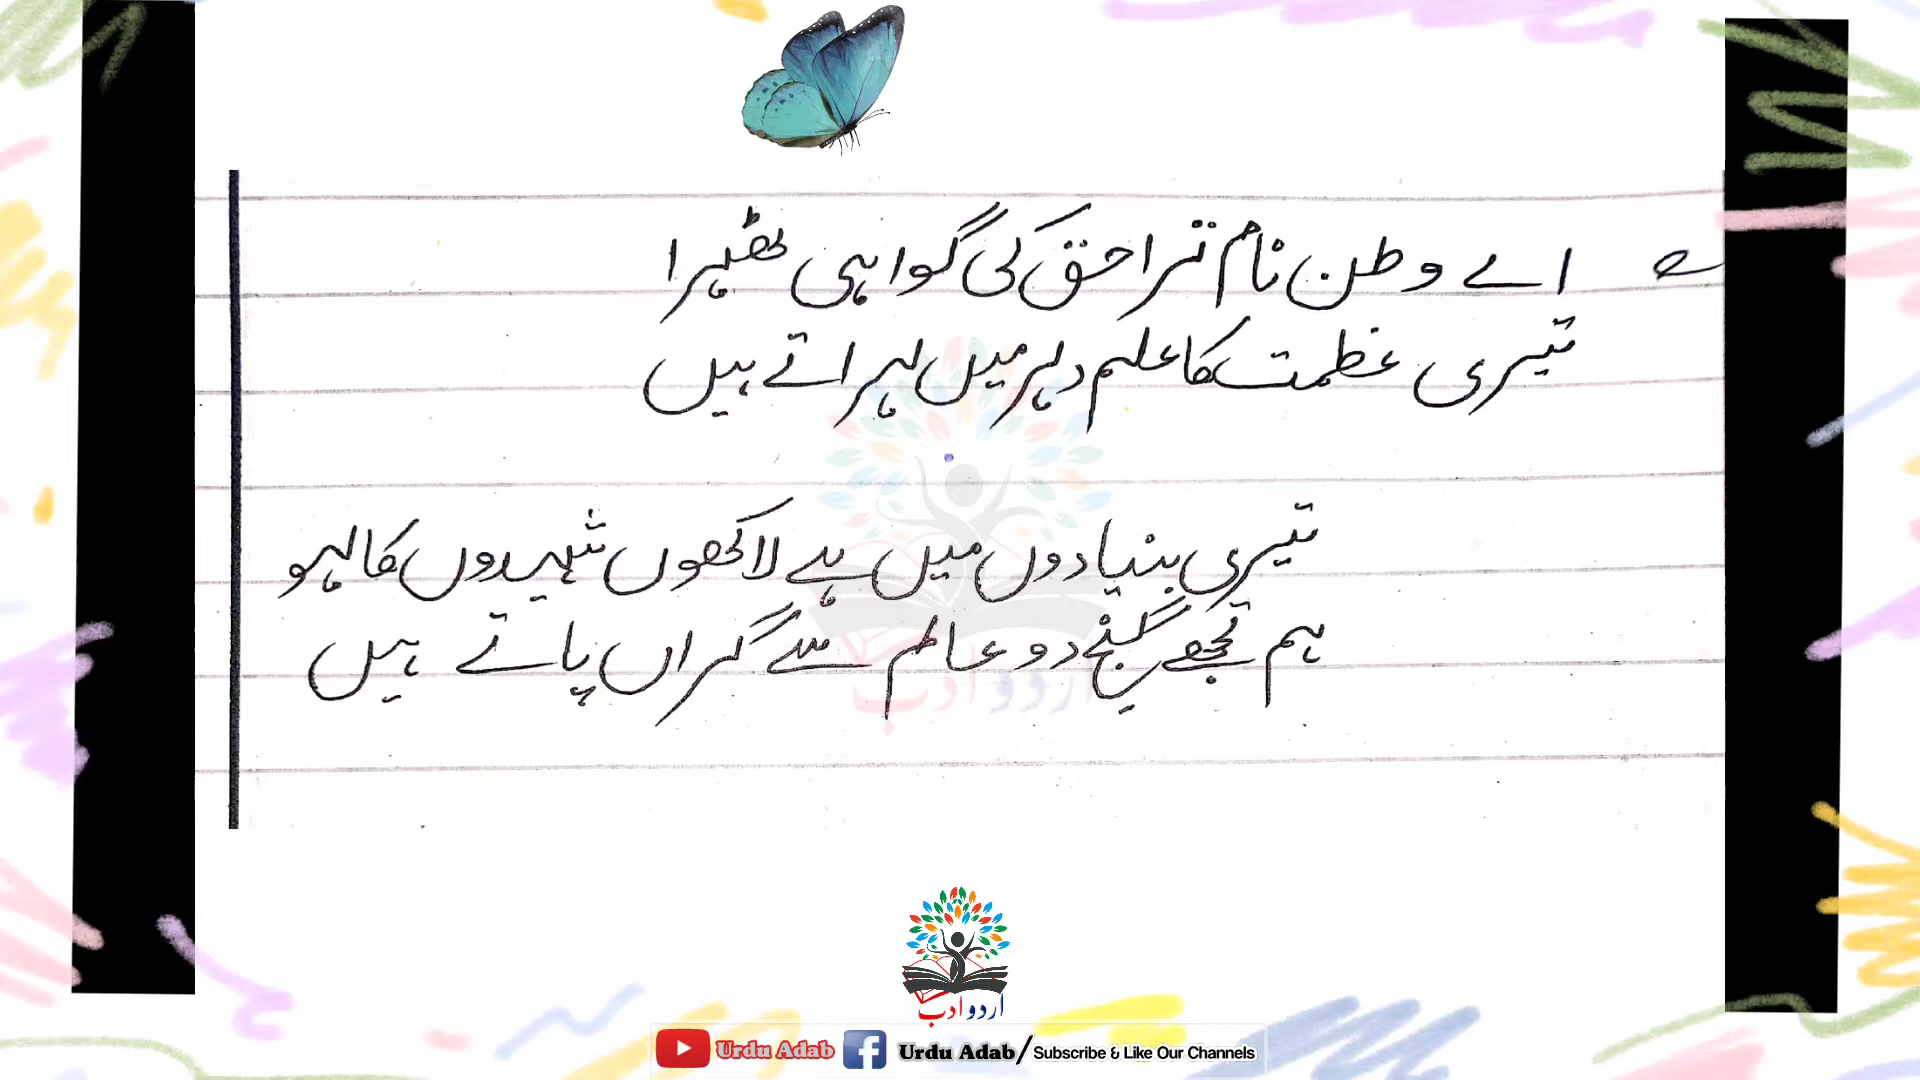 اے وطن نام ترا حق کی گواہی ٹھہرا
تیری عظمت کا علم دہر میں لہراتے ہیں
تیری بنیادوں میں ہے لاکھوں شہیدوں کا لہو
ہم تجھے گنجِ دو عالم سے گراں پاتے ہیں
اردو ادب
اردو ادب
Urdu Adab Urdu Adab/Subscribe & Like Our Channels